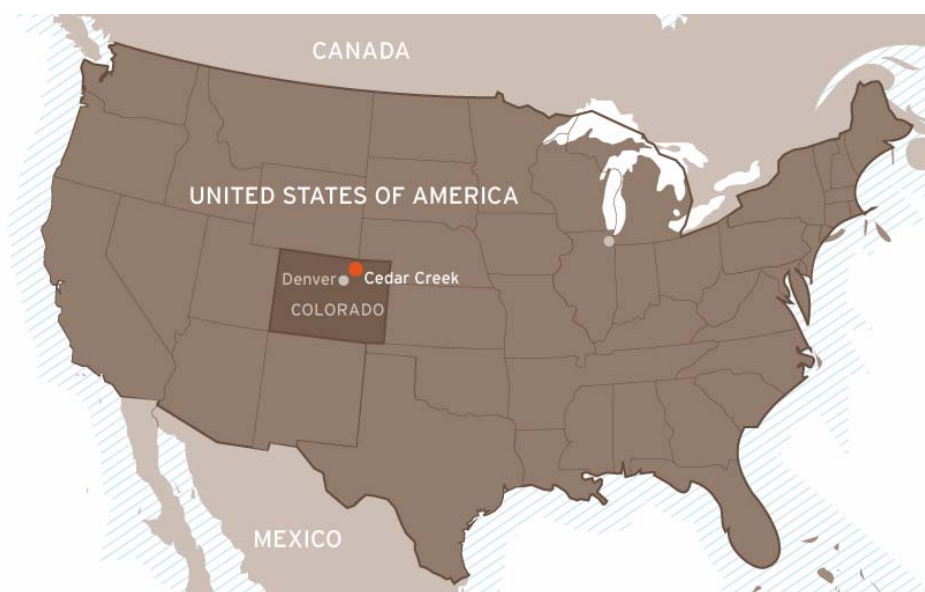 CANADA
UNITED STATES OF AMERICA
Denver
Cedar Creek
COLORADO
MEXICO